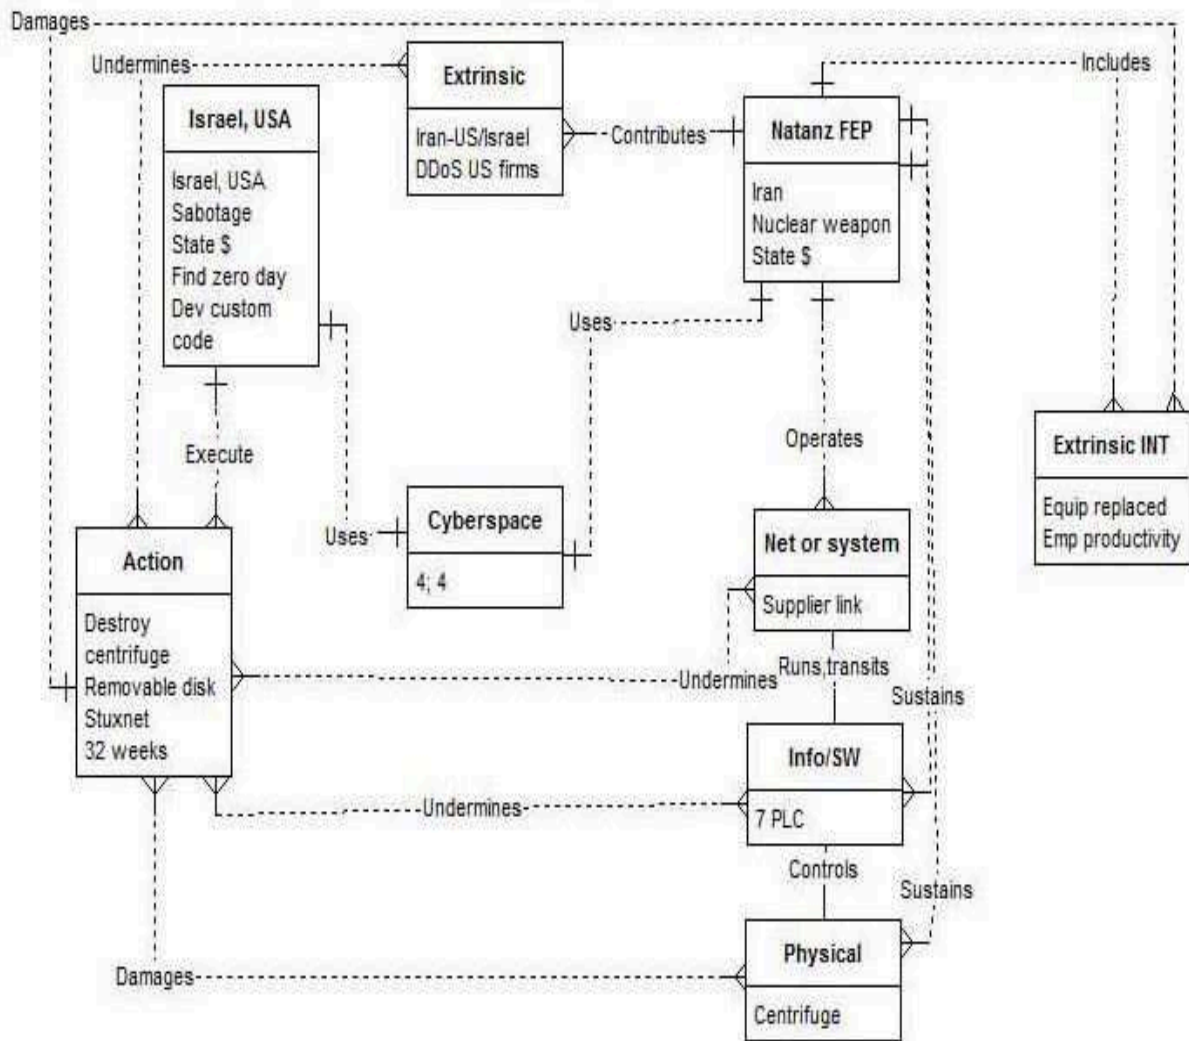 Damages
Undermines
Includes
Extrinsic
Iran-US/Israel
DDoS US firms
Contributes
Israel, USA
Israel, USA
Sabotage
State $
Find zero day
Dev custom
code
Natanz FEP
Iran
Nuclear weapon
State $
Uses
Operates
Execute
Extrinsic INT
Equip replaced
Emp productivity
Cyberspace
4; 4
Uses
Net or system
Supplier link
Action
Destroy
centrifuge
Removable disk
Stuxnet
32 weeks
Undermines
Runs,transits
Sustains
Info/SW
7 PLC
Undermines
Controls
Sustains
Physical
Centrifuge
Damages